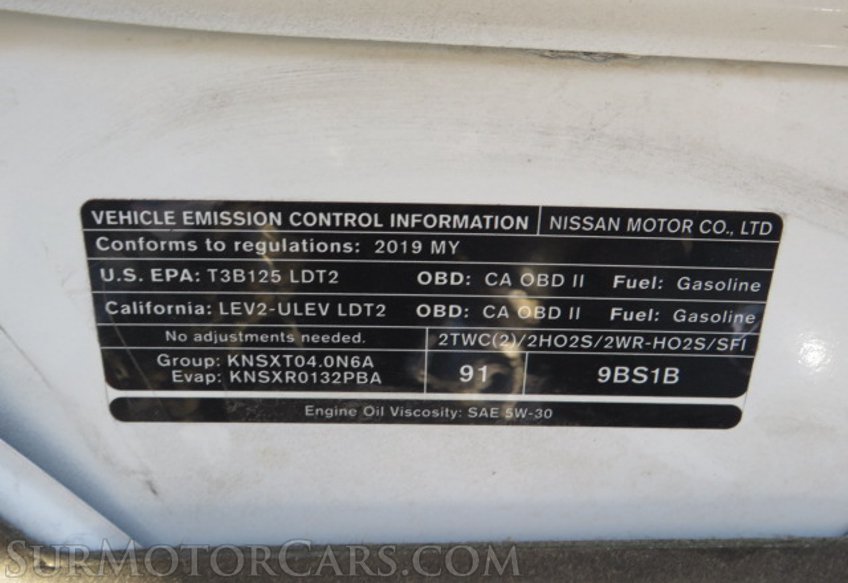 VEHICLE EMISSION CONTROL INFORMATION NISSAN MOTOR CO., LTD
Conforms to regulations: 2019 MY
U.S. EPA: T3B125 LDT2 OBD: CA OBD II Fuel: Gasoline
California: LEV2-ULEV LDT2 OBD: CA OBD II Fuel: Gasoline
No adjustments needed. 2TWC(2)/2HO2S/2WR-HO2S/SFI
Group: KNSXT04.0N6A
Evap: KNSXR0132PBA 91 9BS1B
Engine Oil Viscosity: SAE 5W-30
SURMOTORCARS.COM